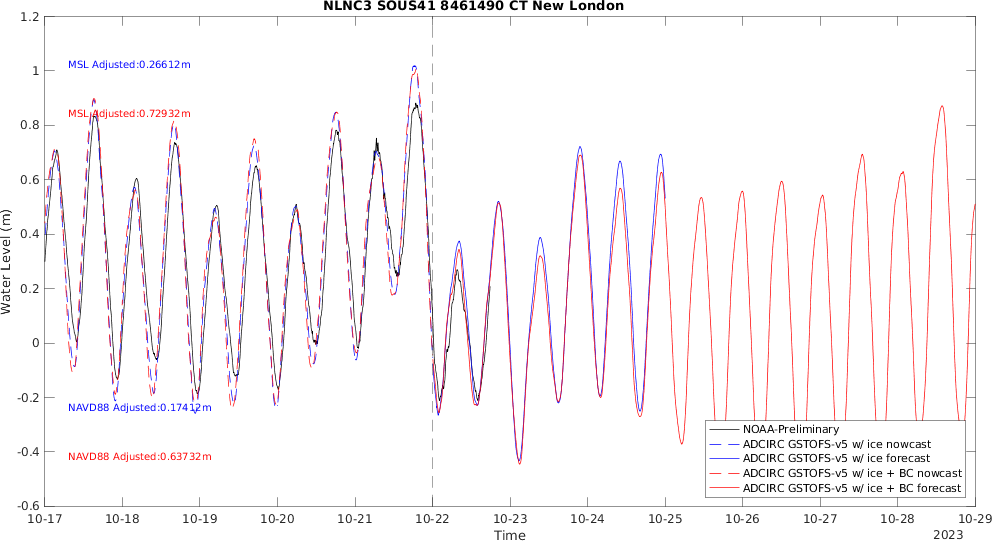 NLNC3 SOUS41 8461490 CT New London
1.2
1
0.8
0.6
0.4
0.2
0
-0.2
-0.4
-0.6
Water Level (m)
MSL Adjusted:0.26612m
MSL Adjusted:0.72932m
NAVD88 Adjusted:0.17412m
NAVD88 Adjusted:0.63732m
NOAA-Preliminary
ADCIRC GSTOFS-v5 w/ ice nowcast
ADCIRC GSTOFS-v5 w/ ice forecast
ADCIRC GSTOFS-v5 w/ ice + BC nowcast
ADCIRC GSTOFS-v5 w/ ice + BC forecast
10-17 10-18 10-19 10-20 10-21 10-22 10-23 10-24 10-25 10-26 10-27 10-28 10-29
Time
2023